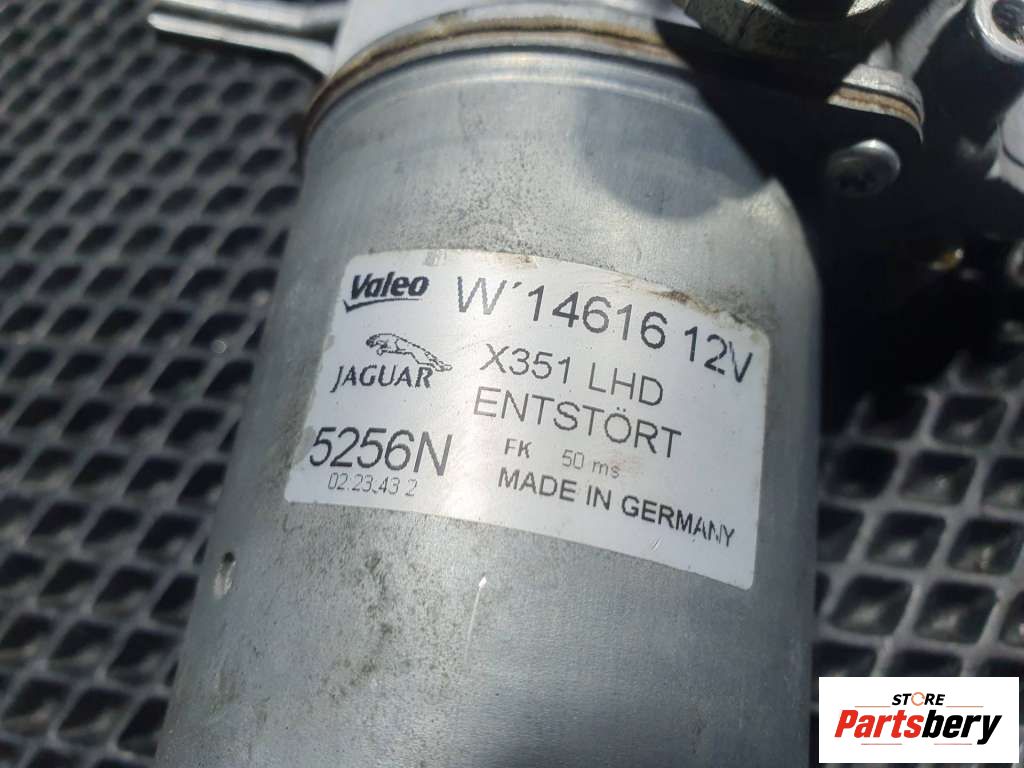 Valeo W´14616 12V
JAGUAR X351 LHD
ENTSTÖRT
5256N FK 50 ms
02:23:43 2 MADE IN GERMANY
STORE
Partsbery